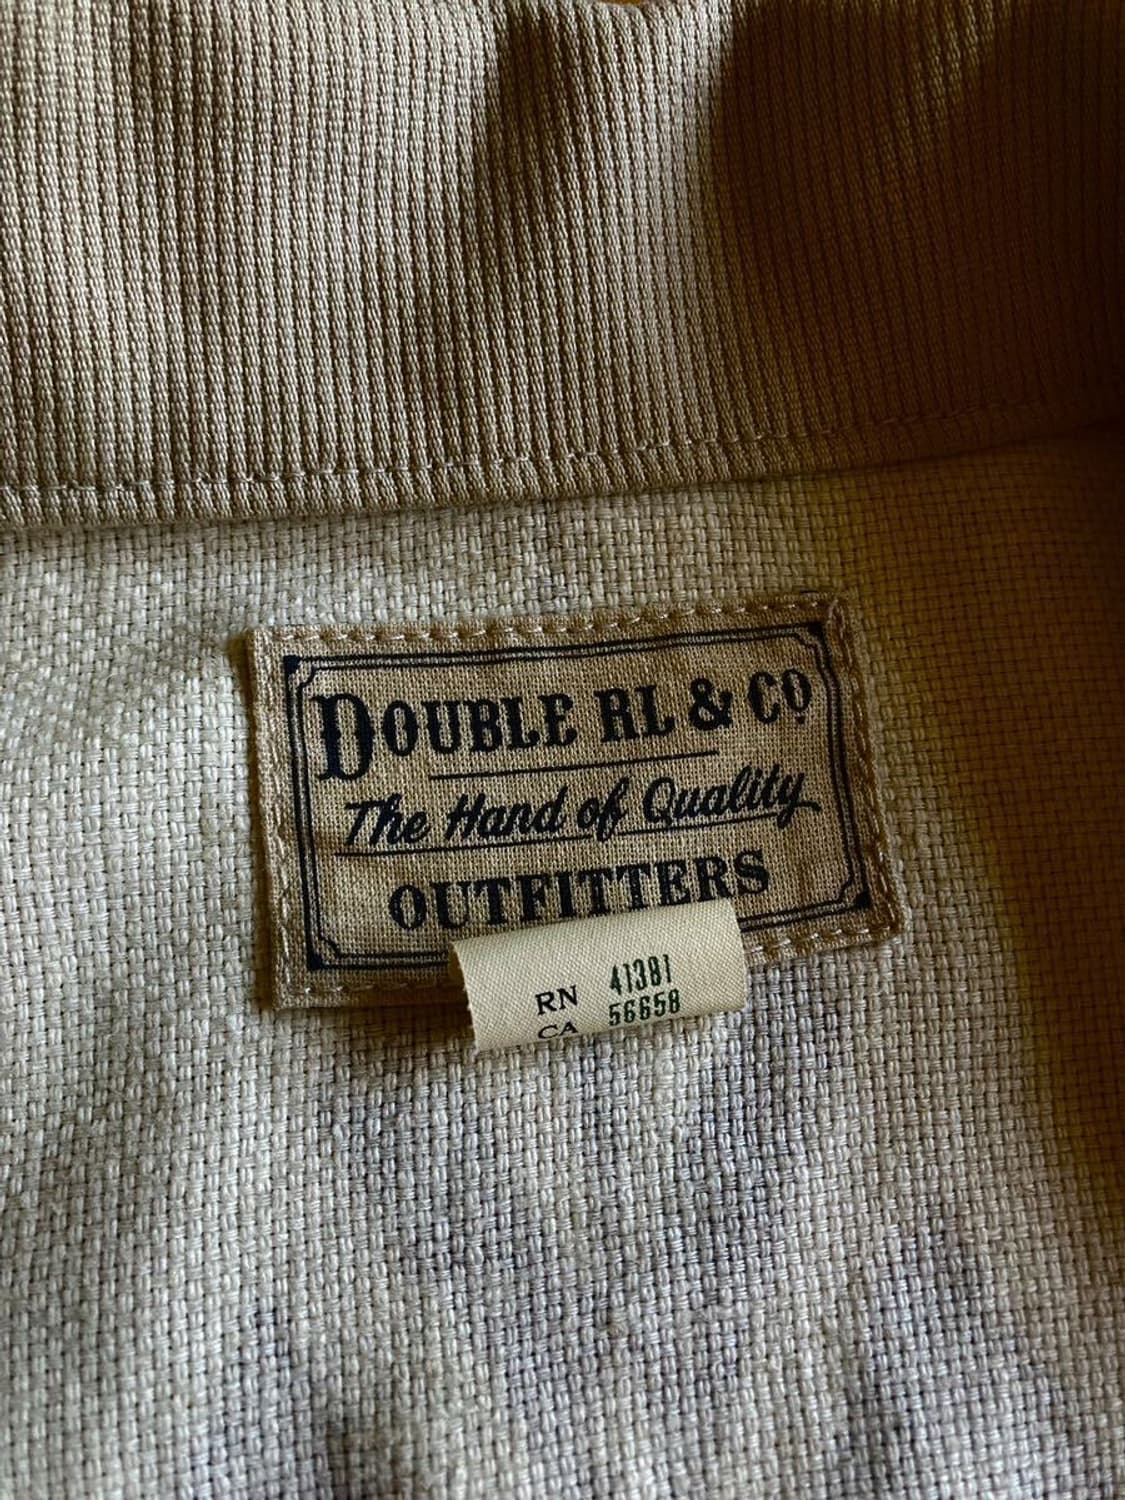 DOUBLE RL & Co
The Hand of Quality
OUTFITTERS
RN 41381
CA 56658